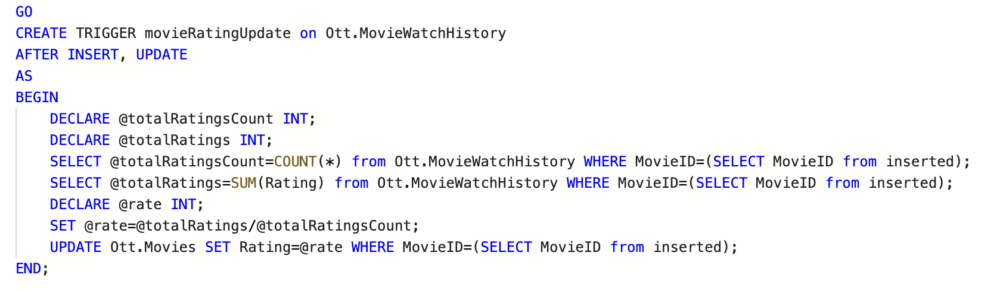 GO
CREATE TRIGGER movieRatingUpdate on Ott.MovieWatchHistory
AFTER INSERT, UPDATE
AS
BEGIN
    DECLARE @totalRatingsCount INT;
    DECLARE @totalRatings INT;
    SELECT @totalRatingsCount=COUNT(*) from Ott.MovieWatchHistory WHERE MovieID=(SELECT MovieID from inserted);
    SELECT @totalRatings=SUM(Rating) from Ott.MovieWatchHistory WHERE MovieID=(SELECT MovieID from inserted);
    DECLARE @rate INT;
    SET @rate=@totalRatings/@totalRatingsCount;
    UPDATE Ott.Movies SET Rating=@rate WHERE MovieID=(SELECT MovieID from inserted);
END;